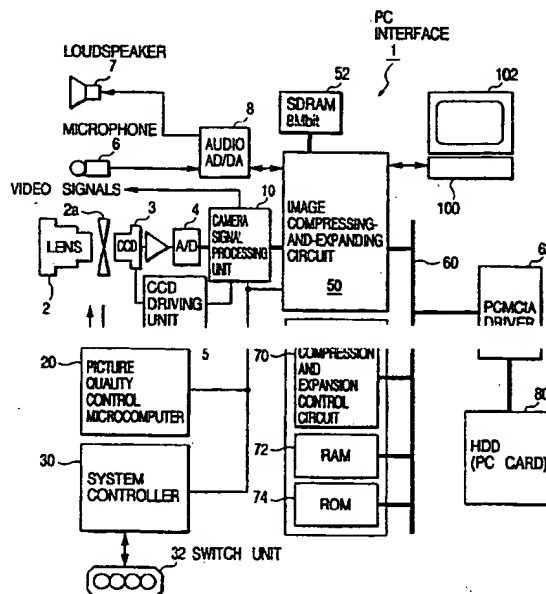 PC
INTERFACE
1
LOUDSPEAKER
7
52
SDRAM
8Mbit
102
8
MICROPHONE
6
AUDIO
AD/DA
VIDEO SIGNALS
10
100
2a
3
4
LENS
CCD
A/D
CAMERA
SIGNAL
PROCESSING
UNIT
IMAGE
COMPRESSING-
AND-EXPANDING
CIRCUIT
50
60
2
CCD
DRIVING
UNIT
5
PCMCIA
DRIVER
20
PICTURE
QUALITY
CONTROL
MICROCOMPUTER
70
COMPRESSION
AND
EXPANSION
CONTROL
CIRCUIT
80
HDD
(PC CARD)
30
SYSTEM
CONTROLLER
72
RAM
74
ROM
32 SWITCH UNIT